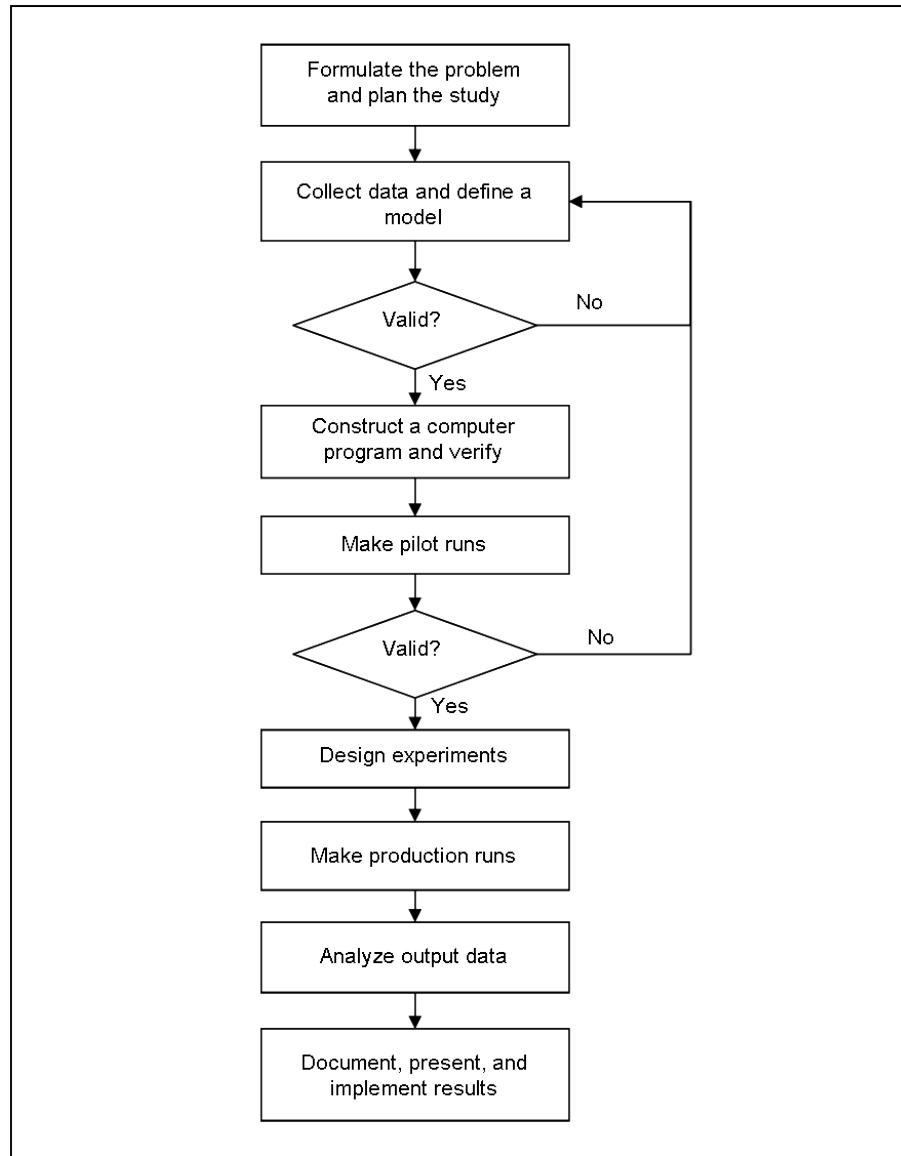 Formulate the problem
and plan the study
Collect data and define a
model
Valid?
No
Yes
Construct a computer
program and verify
Make pilot runs
Valid?
No
Yes
Design experiments
Make production runs
Analyze output data
Document, present, and
implement results